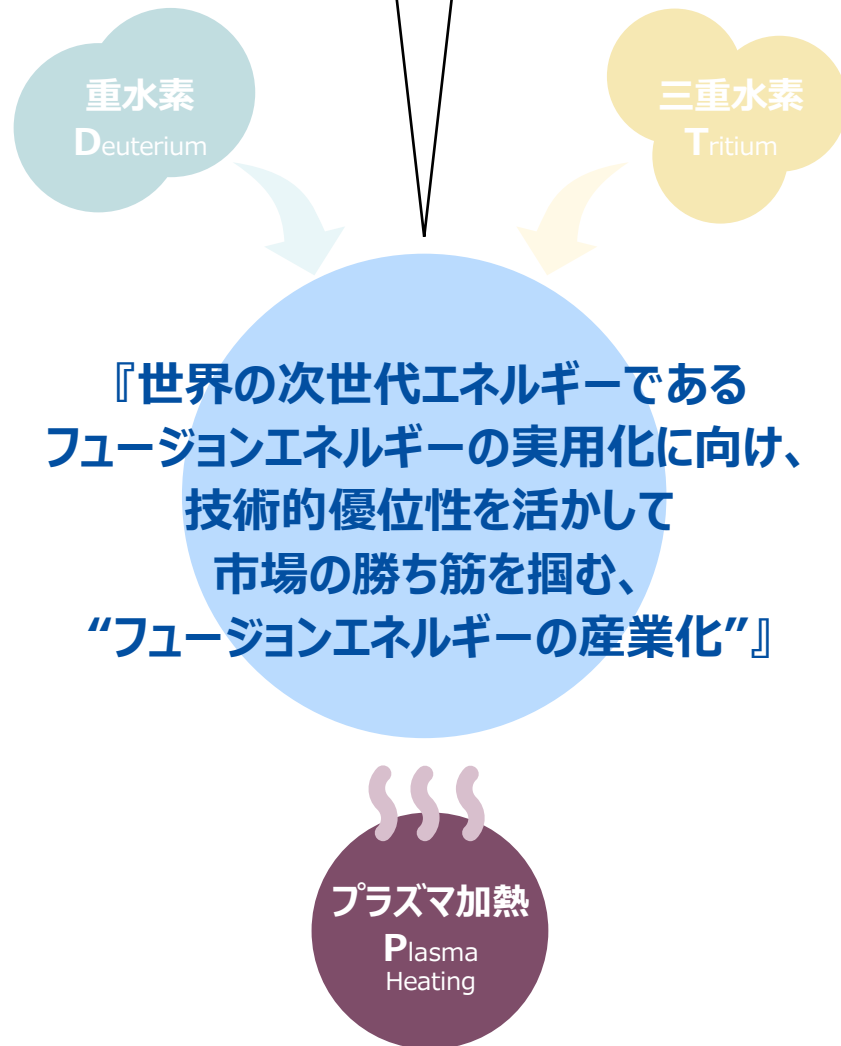 重水素
Deuterium
三重水素
Tritium
『世界の次世代エネルギーである
フュージョンエネルギーの実用化に向け、
技術的優位性を活かして
市場の勝ち筋を掴む、
“フュージョンエネルギーの産業化”』
プラズマ加熱
Plasma
Heating